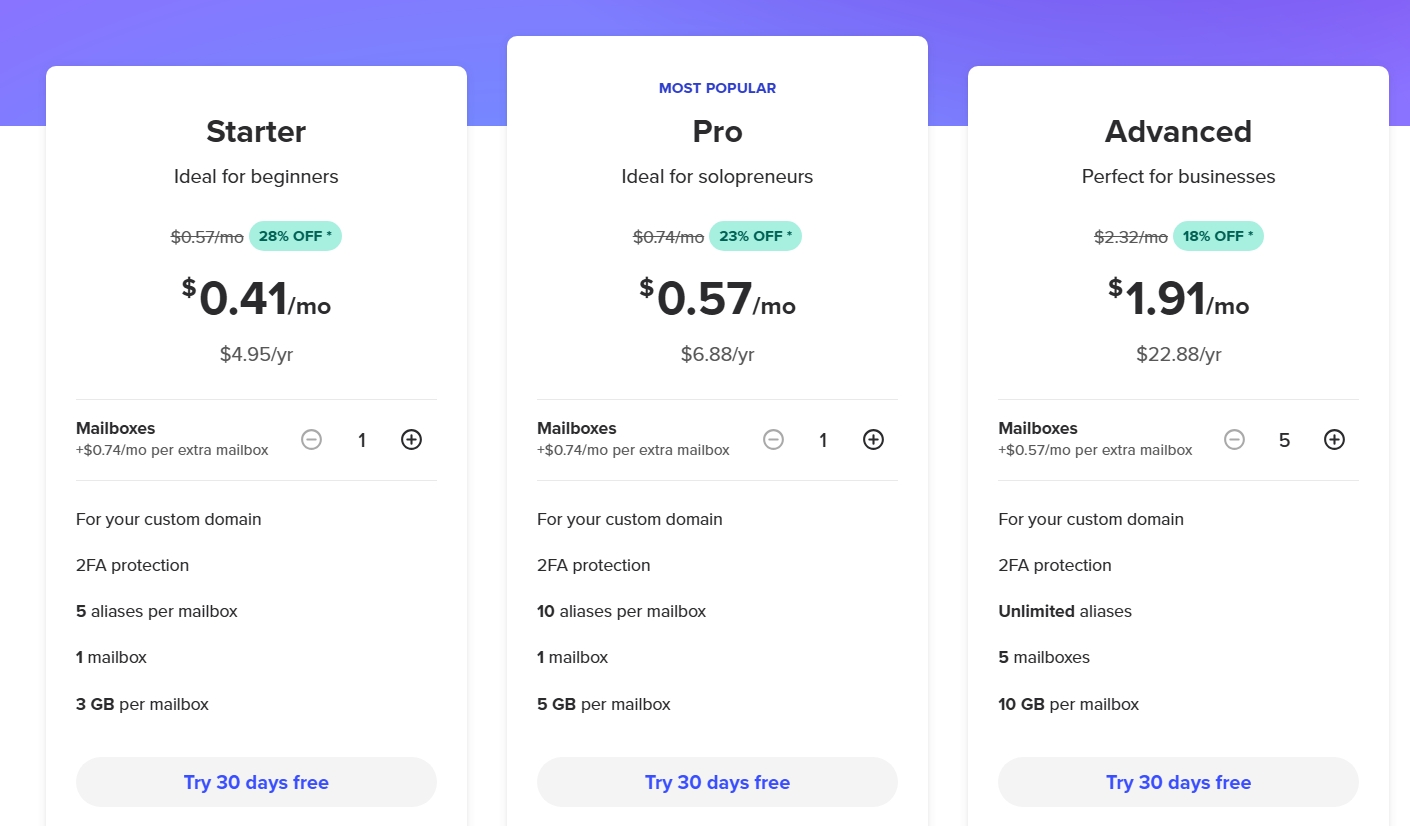 Starter
Ideal for beginners
$0.57/mo 28% OFF *
$0.41/mo
$4.95/yr
Mailboxes
+$0.74/mo per extra mailbox
1
For your custom domain
2FA protection
5 aliases per mailbox
1 mailbox
3 GB per mailbox
Try 30 days free
MOST POPULAR
Pro
Ideal for solopreneurs
$0.74/mo 23% OFF *
$0.57/mo
$6.88/yr
Mailboxes
+$0.74/mo per extra mailbox
1
For your custom domain
2FA protection
10 aliases per mailbox
1 mailbox
5 GB per mailbox
Try 30 days free
Advanced
Perfect for businesses
$2.32/mo 18% OFF *
$1.91/mo
$22.88/yr
Mailboxes
+$0.57/mo per extra mailbox
5
For your custom domain
2FA protection
Unlimited aliases
5 mailboxes
10 GB per mailbox
Try 30 days free